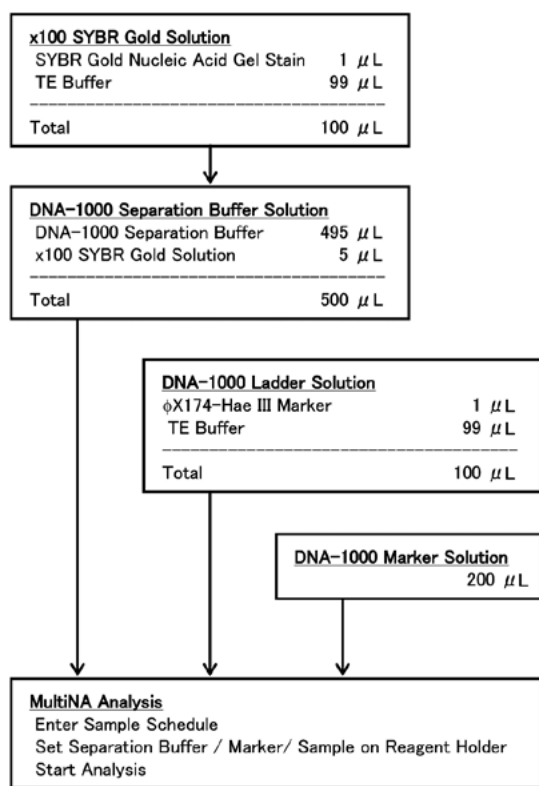 x100 SYBR Gold Solution
SYBR Gold Nucleic Acid Gel Stain 1 μL
TE Buffer 99 μL
Total 100 μL
DNA-1000 Separation Buffer Solution
DNA-1000 Separation Buffer 495 μL
x100 SYBR Gold Solution 5 μL
Total 500 μL
DNA-1000 Ladder Solution
φX174-Hae III Marker 1 μL
TE Buffer 99 μL
Total 100 μL
DNA-1000 Marker Solution
200 μL
MultiNA Analysis
Enter Sample Schedule
Set Separation Buffer / Marker/ Sample on Reagent Holder
Start Analysis